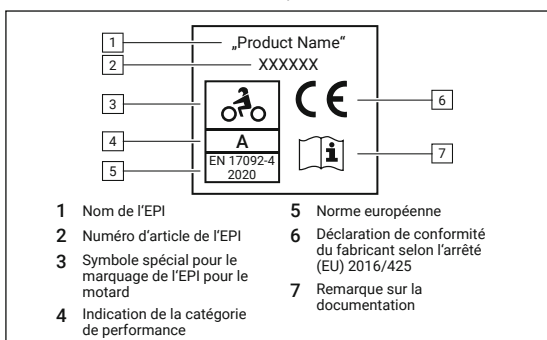 1
„Product Name“
2
XXXXXX
3
CE
6
4
A
i
7
5
EN 17092-4
2020
1 Nom de l’EPI
2 Numéro d’article de l’EPI
3 Symbole spécial pour le
marquage de l’EPI pour le
motard
4 Indication de la catégorie
de performance
5 Norme européenne
6 Déclaration de conformité
du fabricant selon l’arrêté
(EU) 2016/425
7 Remarque sur la
documentation